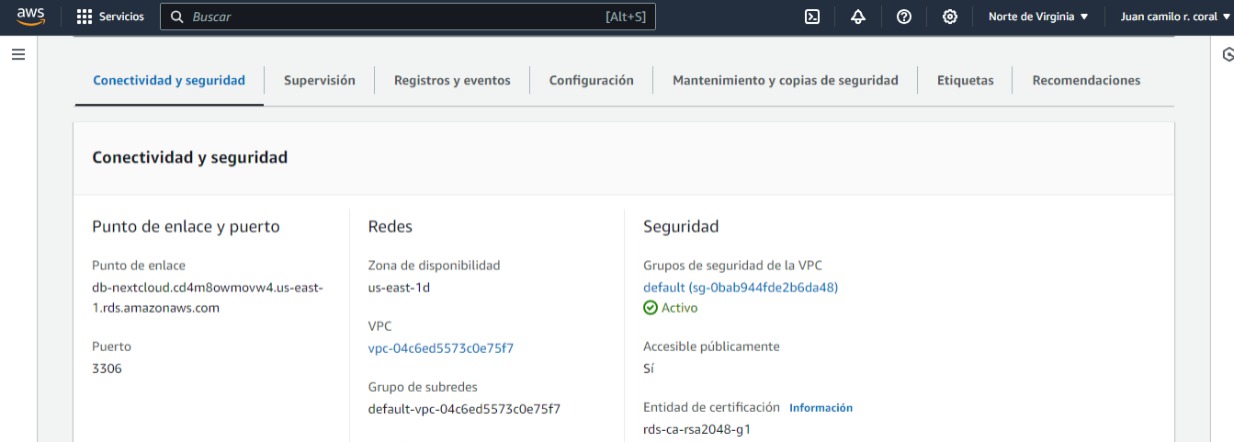 aws
Servicios
Buscar
[Alt+S]
Norte de Virginia
Juan camilo r. coral
Conectividad y seguridad
Supervisión
Registros y eventos
Configuración
Mantenimiento y copias de seguridad
Etiquetas
Recomendaciones
Conectividad y seguridad
Punto de enlace y puerto
Punto de enlace
db-nextcloud.cd4m8owmovw4.us-east-
1.rds.amazonaws.com
Puerto
3306
Redes
Zona de disponibilidad
us-east-1d
VPC
vpc-04c6ed5573c0e75f7
Grupo de subredes
default-vpc-04c6ed5573c0e75f7
Seguridad
Grupos de seguridad de la VPC
default (sg-0bab944fde2b6da48)
Activo
Accesible públicamente
Sí
Entidad de certificación Información
rds-ca-rsa2048-g1